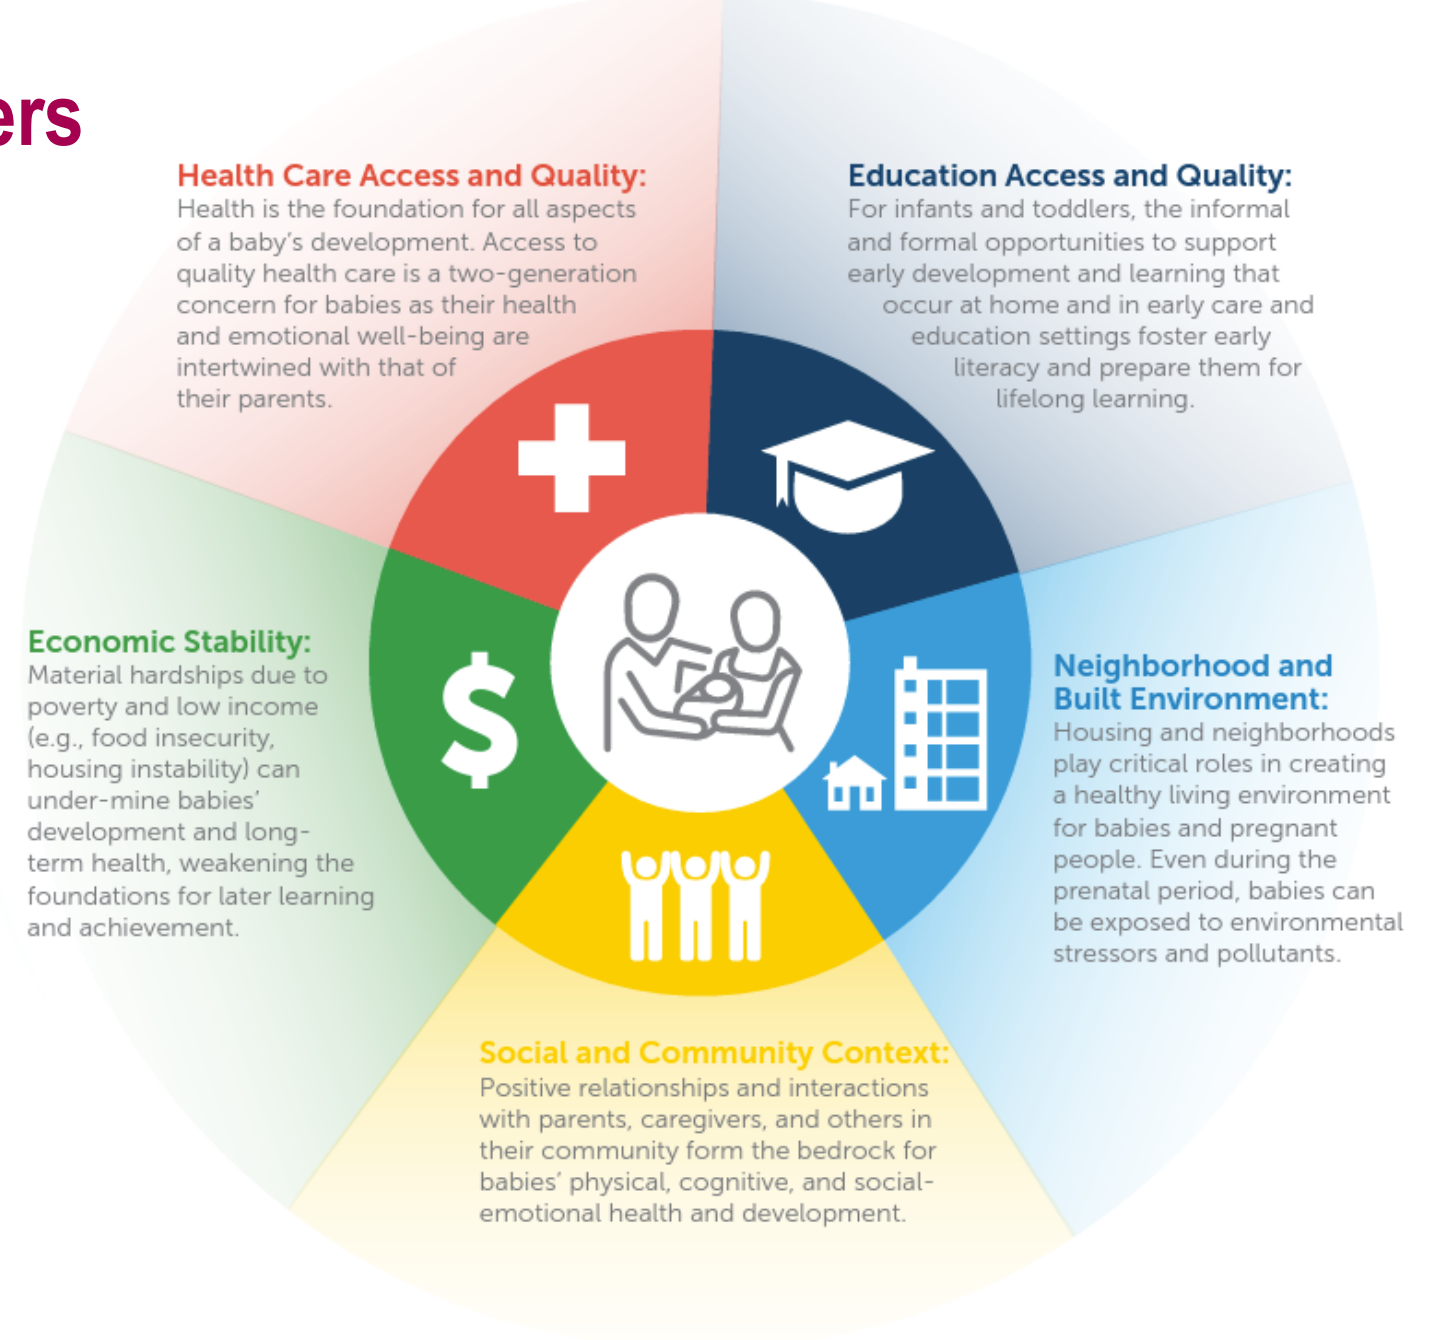 ers
Health Care Access and Quality:
Health is the foundation for all aspects
of a baby's development. Access to
quality health care is a two-generation
concern for babies as their health
and emotional well-being are
intertwined with that of
their parents.
Education Access and Quality:
For infants and toddlers, the informal
and formal opportunities to support
early development and learning that
occur at home and in early care and
education settings foster early
literacy and prepare them for
lifelong learning.
Economic Stability:
Material hardships due to
poverty and low income
(e.g., food insecurity,
housing instability) can
under-mine babies'
development and long-
term health, weakening the
foundations for later learning
and achievement.
$
Neighborhood and
Built Environment:
Housing and neighborhoods
play critical roles in creating
a healthy living environment
for babies and pregnant
people. Even during the
prenatal period, babies can
be exposed to environmental
stressors and pollutants.
Social and Community Context:
Positive relationships and interactions
with parents, caregivers, and others in
their community form the bedrock for
babies' physical, cognitive, and social-
emotional health and development.